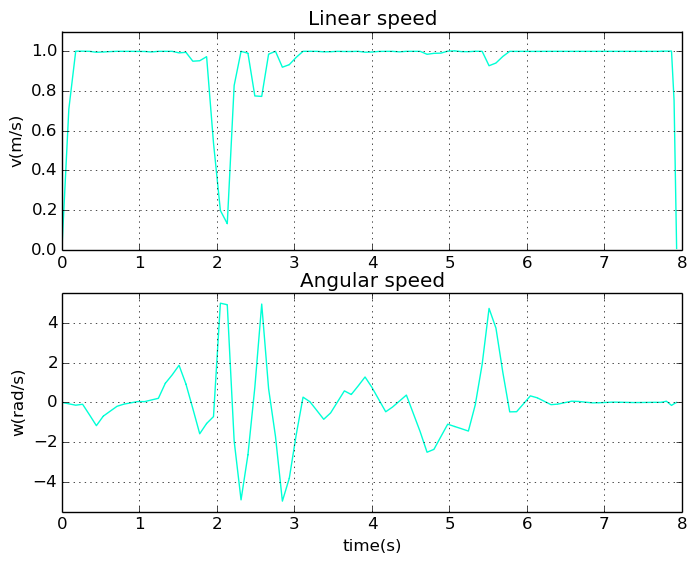 Linear speed
v(m/s)
1.0
0.8
0.6
0.4
0.2
0.0
0 1 2 3 4 5 6 7 8
Angular speed
w(rad/s)
4
2
0
−2
−4
0 1 2 3 4 5 6 7 8
time(s)